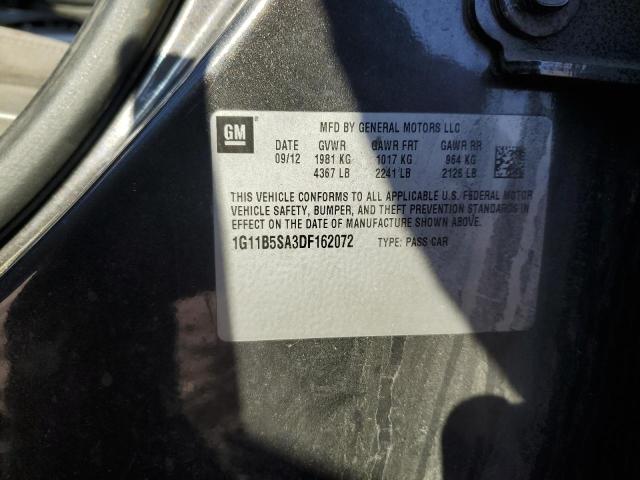 GM MFD BY GENERAL MOTORS LLC
DATE GVWR GAWR FRT GAWR RR
09/12 1981 KG 1017 KG 964 KG
4367 LB 2241 LB 2126 LB
THIS VEHICLE CONFORMS TO ALL APPLICABLE U.S. FEDERAL MOTOR
VEHICLE SAFETY, BUMPER, AND THEFT PREVENTION STANDARDS IN
EFFECT ON THE DATE OF MANUFACTURE SHOWN ABOVE.
1G11B5SA3DF162072 TYPE: PASS CAR